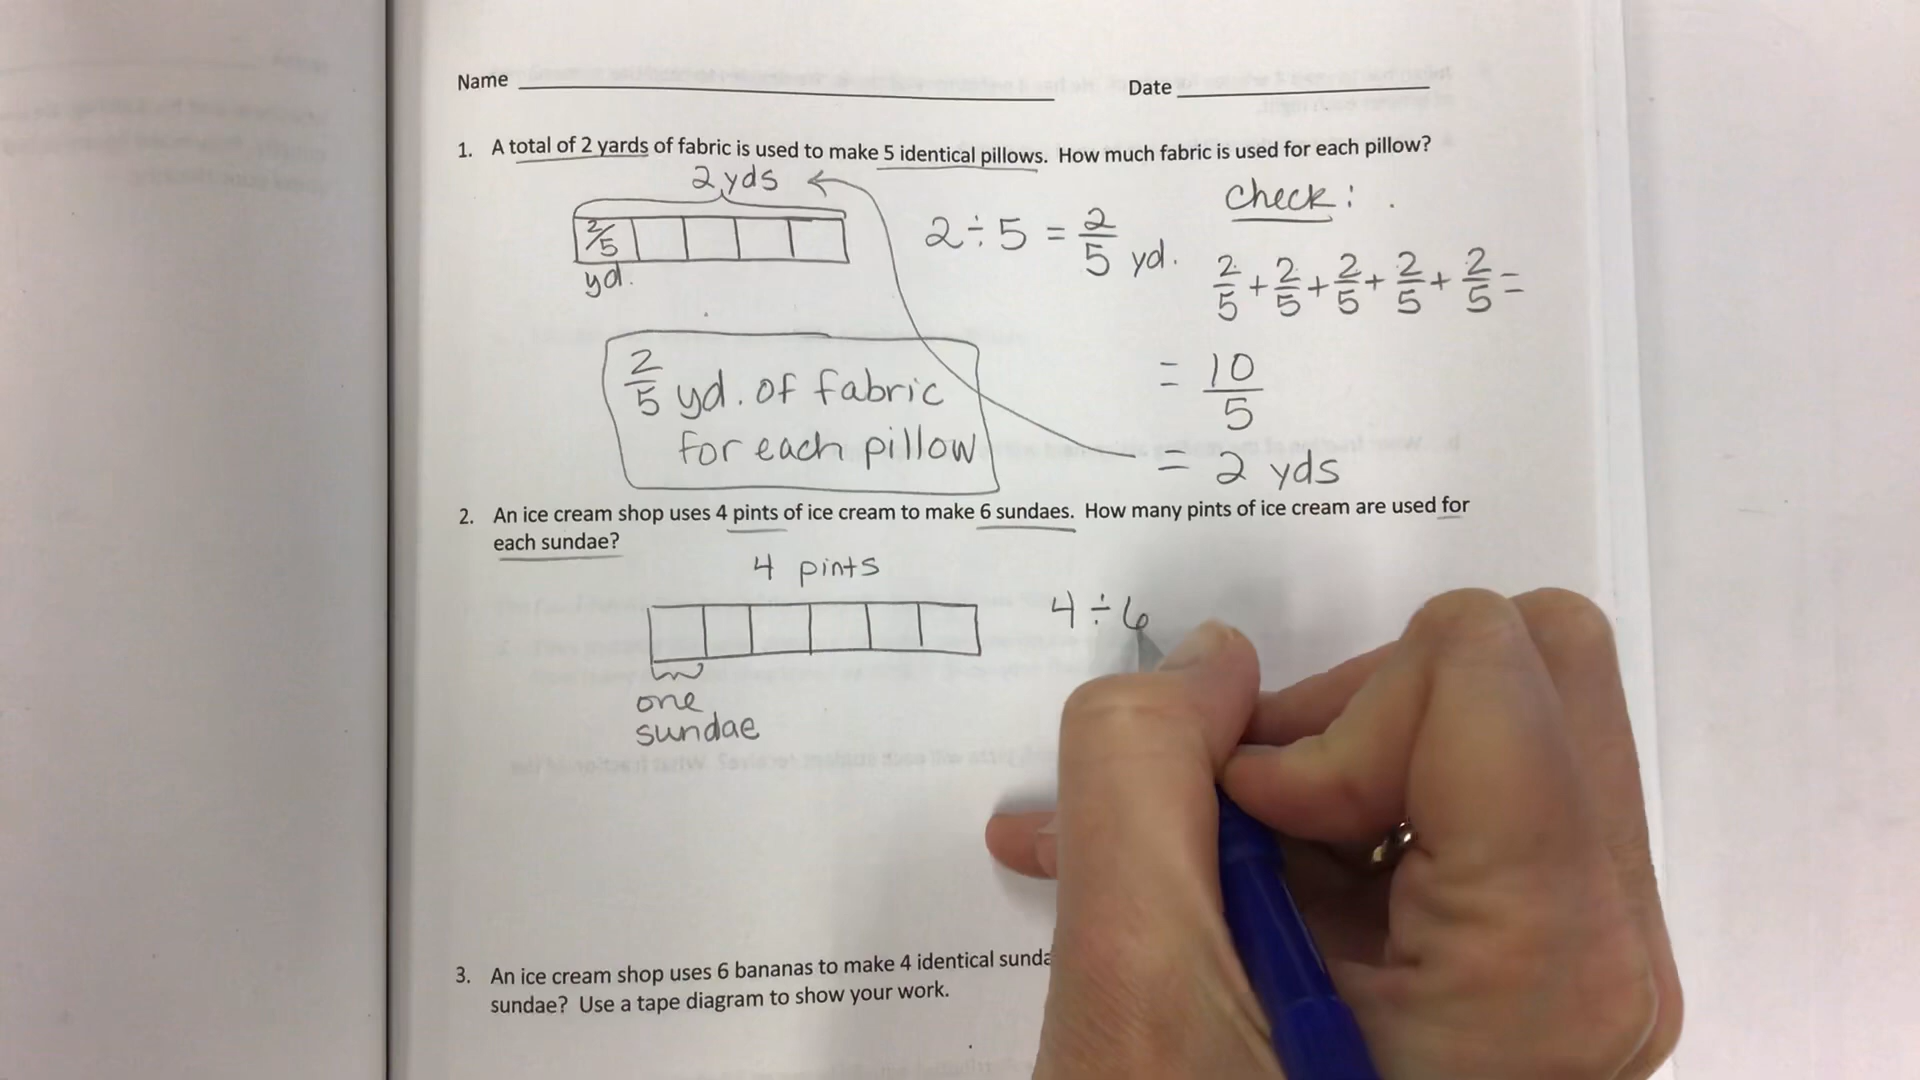 Name Date
1. A total of 2 yards of fabric is used to make 5 identical pillows. How much fabric is used for each pillow?
2 yds
check:
2/5
yd.
2 ÷ 5 = 2/5 yd.
2/5 + 2/5 + 2/5 + 2/5 + 2/5 =
= 10/5
= 2 yds
2/5 yd. of fabric
for each pillow
2. An ice cream shop uses 4 pints of ice cream to make 6 sundaes. How many pints of ice cream are used for
each sundae?
4 pints
4 ÷ 6
one
sundae
3. An ice cream shop uses 6 bananas to make 4 identical
sundae? Use a tape diagram to show your work.